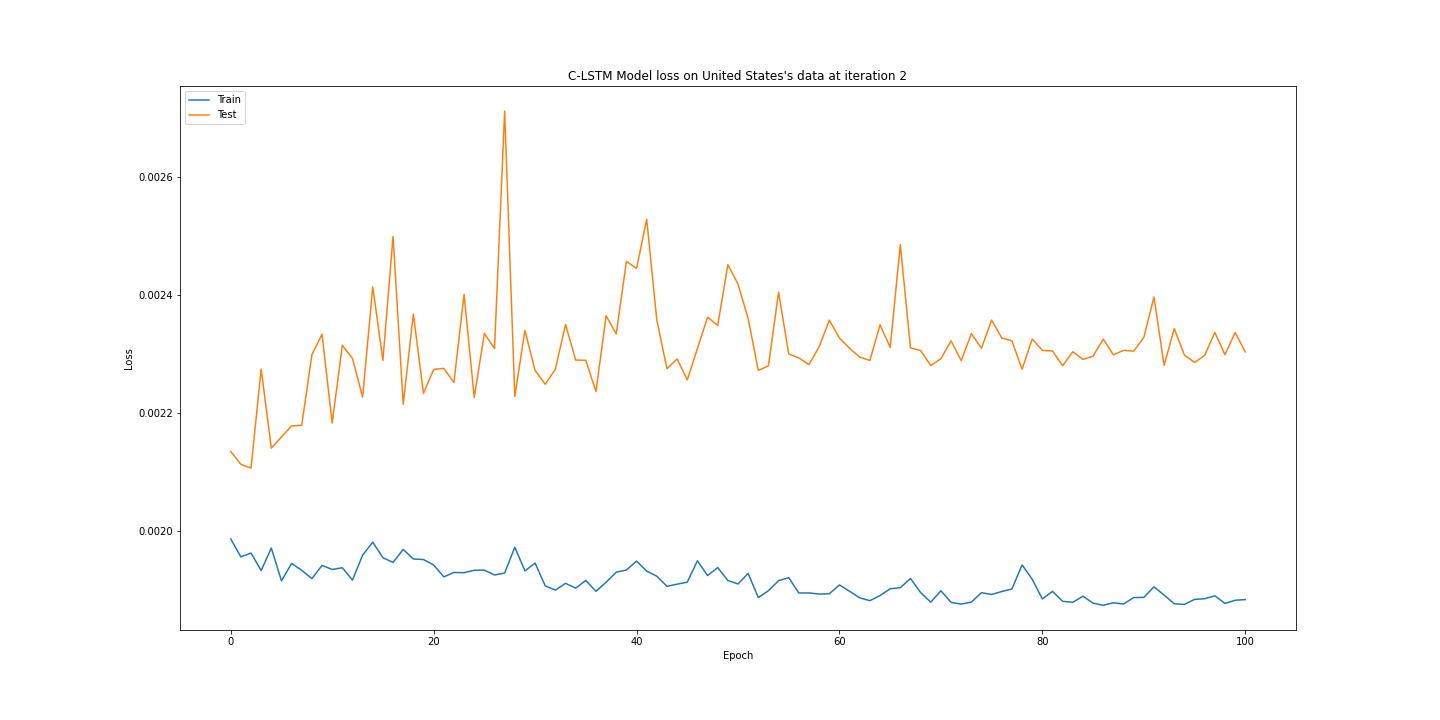 C-LSTM Model loss on United States's data at iteration 2
Train
Test
0.0026
0.0024
0.0022
0.0020
Loss
0 20 40 60 80 100
Epoch